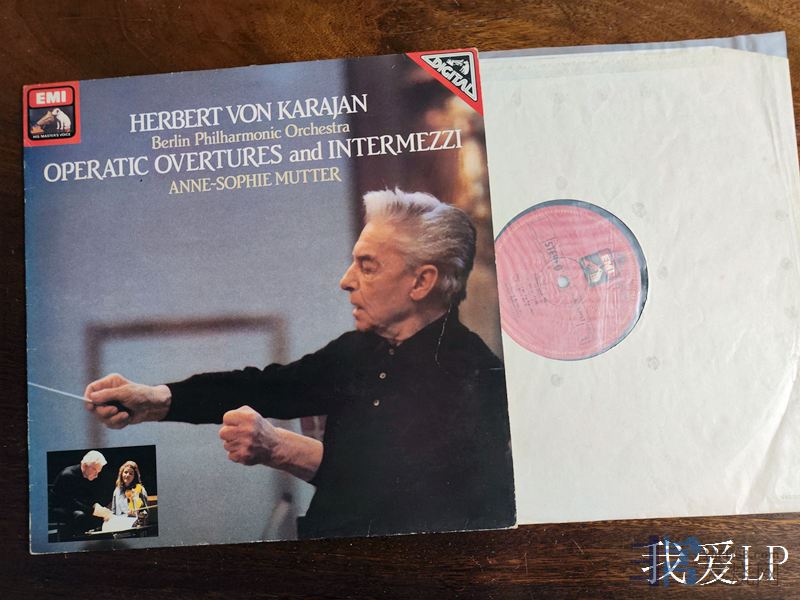 EMI
HIS MASTER'S VOICE
DIGITAL
HERBERT VON KARAJAN
Berlin Philharmonic Orchestra
OPERATIC OVERTURES and INTERMEZZI
ANNE-SOPHIE MUTTER
EMI
STEREO
我爱LP